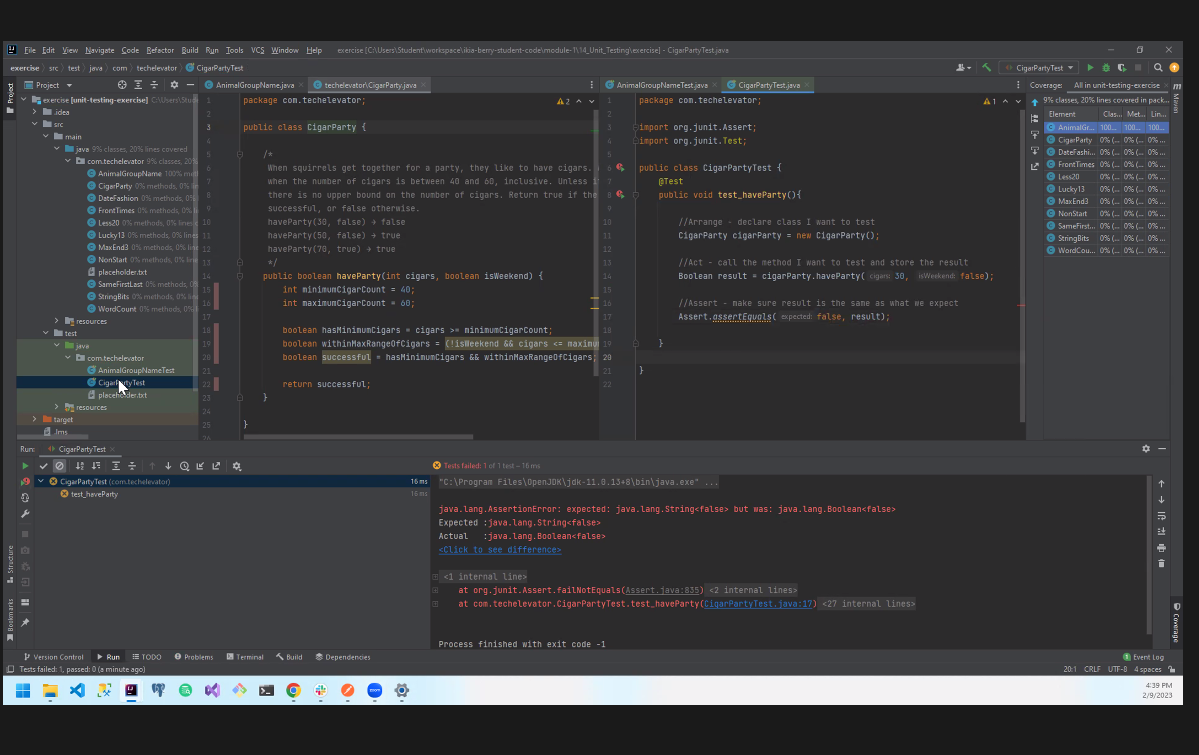 File Edit View Navigate Code Refactor Build Run Tools VCS Window Help exercise [C:\Users\Student\workspace\ikia-berry-student-code\module-1\14_Unit_Testing\exercise] - CigarPartyTest.java
exercise › src › test › java › com › techelevator › CigarPartyTest
CigarPartyTest
Project
AnimalGroupName.java
techelevator\CigarParty.java
AnimalGroupNameTest.java
CigarPartyTest.java
Coverage: All in unit-testing-exercise
exercise [unit-testing-exercise] C:\Users\Stud
.idea
src
main
java 9% classes, 20% lines covered
com.techelevator 9% classes, 20%
AnimalGroupName 100% met
CigarParty 0% methods, 0% lin
DateFashion 0% methods, 0% l
FrontTimes 0% methods, 0% li
Less20 0% methods, 0% lines
Lucky13 0% methods, 0% lines
MaxEnd3 0% methods, 0% line
NonStart 0% methods, 0% lines
placeholder.txt
SameFirstLast 0% methods, 0%
StringBits 0% methods, 0% line
WordCount 0% methods, 0% lin
resources
test
java
com.techelevator
AnimalGroupNameTest
CigarPartyTest
placeholder.txt
resources
target
.lms
1 package com.techelevator;
2
3 public class CigarParty {
4
5 /*
6 When squirrels get together for a party, they like to have cigars.
7 when the number of cigars is between 40 and 60, inclusive. Unless i
8 there is no upper bound on the number of cigars. Return true if the
9 successful, or false otherwise.
10 haveParty(30, false) → false
11 haveParty(50, false) → true
12 haveParty(70, true) → true
13 */
14 public boolean haveParty(int cigars, boolean isWeekend) {
15 int minimumCigarCount = 40;
16 int maximumCigarCount = 60;
17
18 boolean hasMinimumCigars = cigars >= minimumCigarCount;
19 boolean withinMaxRangeOfCigars = (!isWeekend && cigars <= maximu
20 boolean successful = hasMinimumCigars && withinMaxRangeOfCigars;
21
22 return successful;
23 }
24
25 }
26
2
1 package com.techelevator;
2
3 import org.junit.Assert;
4 import org.junit.Test;
5
6 public class CigarPartyTest {
7 @Test
8 public void test_haveParty(){
9
10 //Arrange - declare class I want to test
11 CigarParty cigarParty = new CigarParty();
12
13 //Act - call the method I want to test and store the result
14 Boolean result = cigarParty.haveParty( cigars: 30, isWeekend: false);
15
16 //Assert - make sure result is the same as what we expect
17 Assert.assertEquals( expected: false, result);
18
19 }
20
21 }
22
1
9% classes, 20% lines covered in pack...
Element Clas... Met... Lin...
AnimalGr... 100... 100... 100...
CigarParty 0% (... 0% (... 0% ...
DateFashi... 0% (... 0% (... 0% ...
FrontTimes 0% (... 0% (... 0% ...
Less20 0% (... 0% (... 0% ...
Lucky13 0% (... 0% (... 0% ...
MaxEnd3 0% (... 0% (... 0% ...
NonStart 0% (... 0% (... 0% ...
SameFirst... 0% (... 0% (... 0% ...
StringBits 0% (... 0% (... 0% ...
WordCou... 0% (... 0% (... 0% ...
Project
Structure
Bookmarks
Maven
Coverage
Run: CigarPartyTest
Tests failed: 1 of 1 test – 16 ms
CigarPartyTest (com.techelevator) 16 ms
test_haveParty 16 ms
"C:\Program Files\OpenJDK\jdk-11.0.13+8\bin\java.exe" ...
java.lang.AssertionError: expected: java.lang.String<false> but was: java.lang.Boolean<false>
Expected :java.lang.String<false>
Actual :java.lang.Boolean<false>
<Click to see difference>
<1 internal line>
at org.junit.Assert.failNotEquals(Assert.java:835) <2 internal lines>
at com.techelevator.CigarPartyTest.test_haveParty(CigarPartyTest.java:17) <27 internal lines>
Process finished with exit code -1
Version Control Run TODO Problems Terminal Build Dependencies
1 Event Log
Tests failed: 1, passed: 0 (a minute ago)
20:1 CRLF UTF-8 4 spaces
4:39 PM
2/9/2023